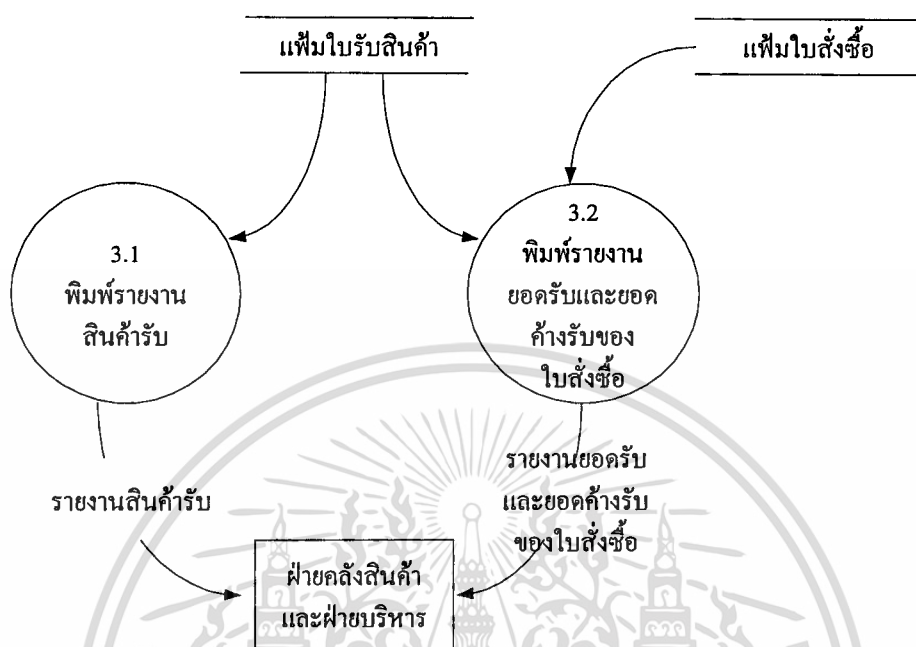 แฟ้มใบรับสินค้า
แฟ้มใบสั่งซื้อ
3.1
พิมพ์รายงาน
สินค้ารับ
3.2
พิมพ์รายงาน
ยอดรับและยอด
ค้างรับของ
ใบสั่งซื้อ
รายงานสินค้ารับ
รายงานยอดรับ
และยอดค้างรับ
ของใบสั่งซื้อ
ฝ่ายคลังสินค้า
และฝ่ายบริหาร